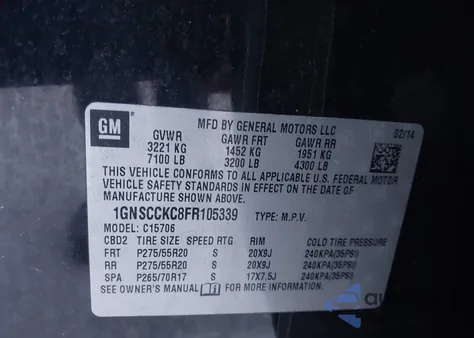 GM
MFD BY GENERAL MOTORS LLC
02/14
GVWR GAWR FRT GAWR RR
3221 KG 1452 KG 1951 KG
7100 LB 3200 LB 4300 LB
THIS VEHICLE CONFORMS TO ALL APPLICABLE U.S. FEDERAL MOTOR
VEHICLE SAFETY STANDARDS IN EFFECT ON THE DATE OF
MANUFACTURE SHOWN ABOVE.
1GNSCCKC8FR105339 TYPE: M.P.V.
MODEL: C15706
CBD2 TIRE SIZE SPEED RTG RIM COLD TIRE PRESSURE
FRT P275/55R20 S 20X9J 240KPA(35PSI)
RR P275/55R20 S 20X9J 240KPA(35PSI)
SPA P265/70R17 S 17X7.5J 240KPA(35PSI)
SEE OWNER'S MANUAL FOR MORE INFORMATION